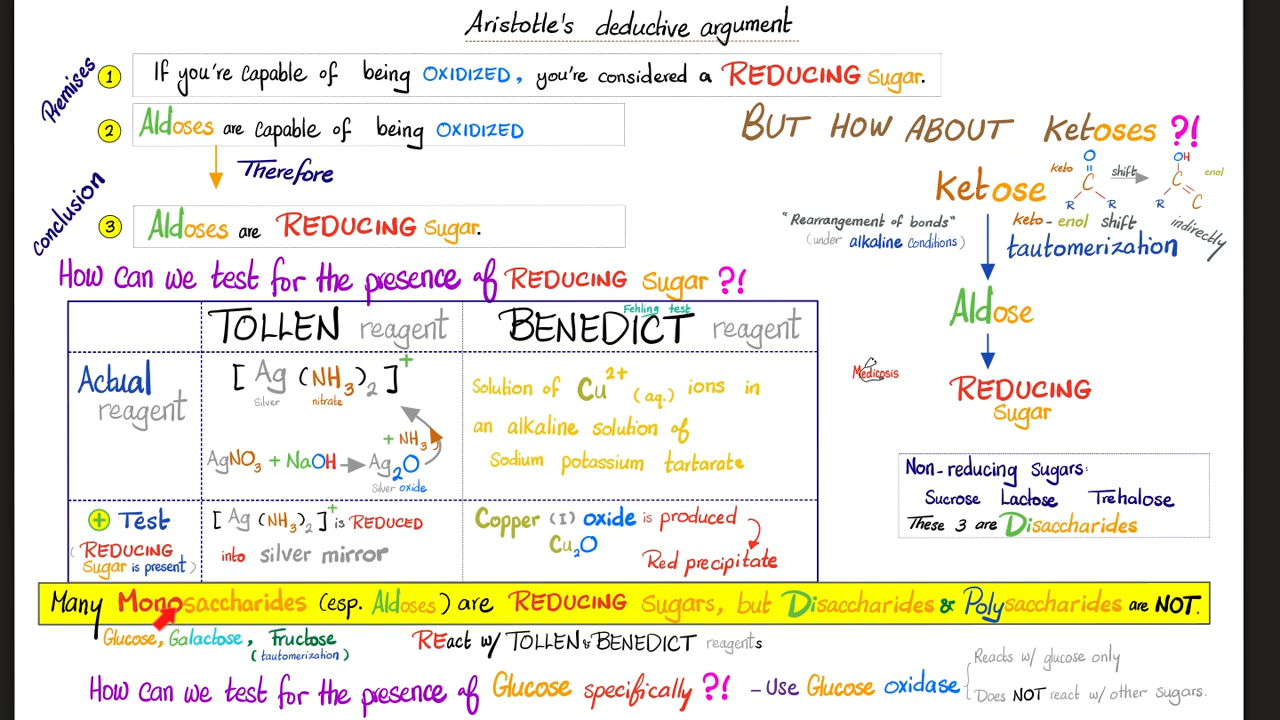 Aristotle's deductive argument
Premises
1 If you're capable of being OXIDIZED, you're considered a REDUCING sugar.
2 Aldoses are capable of being OXIDIZED
Therefore
conclusion
3 Aldoses are REDUCING sugar.
BUT HOW ABOUT Ketoses ?!
Ketose
keto
O
C
R R
shift
OH
C
R C
enol
"Rearrangement of bonds"
(under alkaline conditions)
keto-enol shift
indirectly
tautomerization
Aldose
REDUCING
Sugar
Medicosis
How can we test for the presence of REDUCING sugar ?!
TOLLEN reagent
Fehling test
BENEDICT reagent
Actual
reagent
[Ag (NH3)2]+
Silver nitrate
+ NH3
AgNO3 + NaOH → Ag2O
Silver oxide
Solution of Cu2+ (aq.) ions in
an alkaline solution of
Sodium potassium tartarate
+ Test
(REDUCING
Sugar is present)
[Ag (NH3)2]+ is REDUCED
into silver mirror
Copper (I) oxide is produced
Cu2O
Red precipitate
Non-reducing sugars:
Sucrose Lactose Trehalose
These 3 are Disaccharides
Many Monosaccharides (esp. Aldoses) are REDUCING sugars, but Disaccharides & Polysaccharides are NOT.
Glucose, Galactose, Fructose
(tautomerization)
REact w/ TOLLEN & BENEDICT reagents
How can we test for the presence of Glucose specifically ?! - Use Glucose oxidase
Reacts w/ glucose only
Does NOT react w/ other sugars.